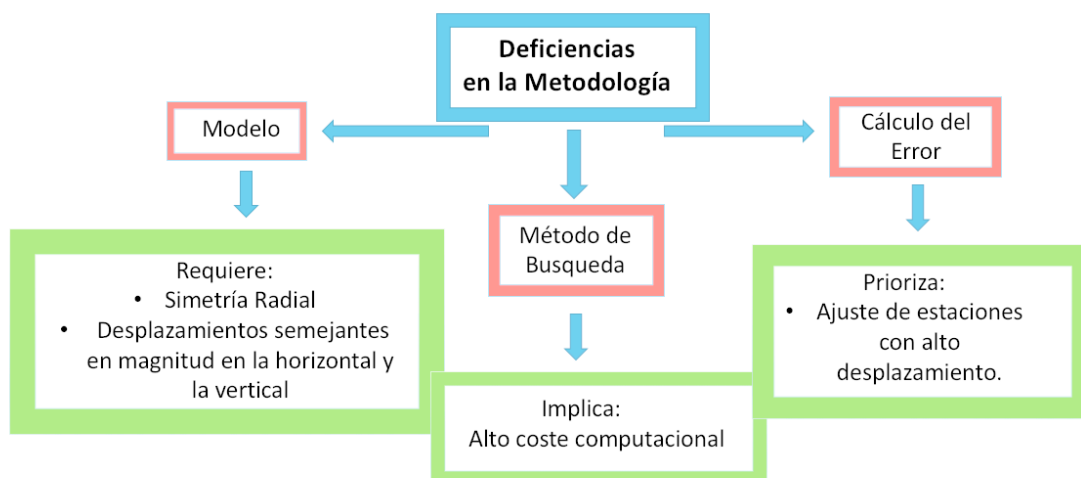 Deficiencias
en la Metodología
Modelo
Cálculo del
Error
Método de
Busqueda
Requiere:
• Simetría Radial
• Desplazamientos semejantes
en magnitud en la horizontal y
la vertical
Implica:
Alto coste computacional
Prioriza:
• Ajuste de estaciones
con alto
desplazamiento.